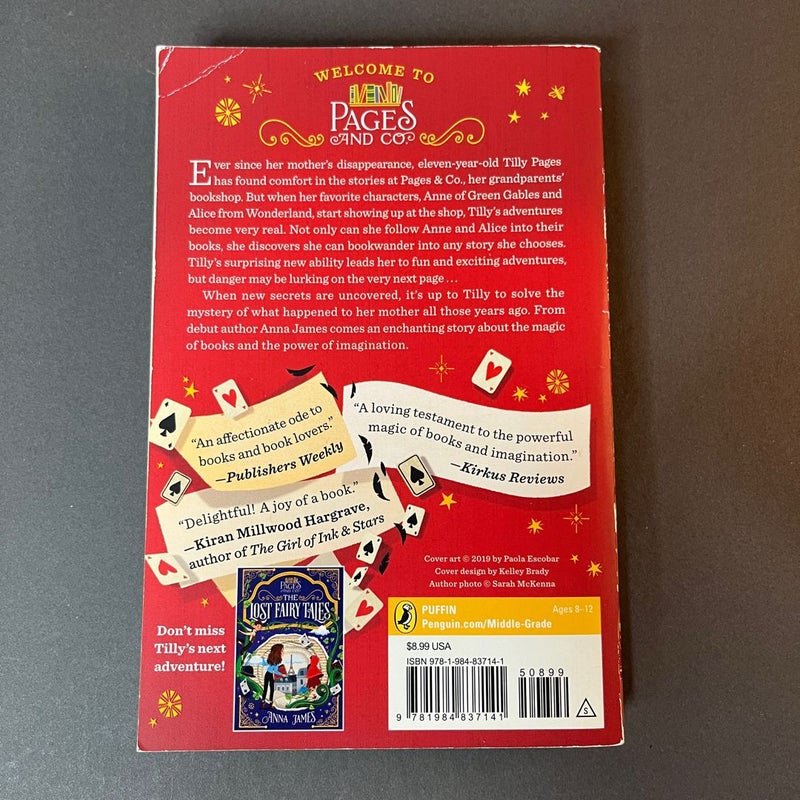 WELCOME TO
PAGES
AND CO.
Ever since her mother's disappearance, eleven-year-old Tilly Pages
has found comfort in the stories at Pages & Co., her grandparents'
bookshop. But when her favorite characters, Anne of Green Gables and
Alice from Wonderland, start showing up at the shop, Tilly's adventures
become very real. Not only can she follow Anne and Alice into their
books, she discovers she can bookwander into any story she chooses.
Tilly's surprising new ability leads her to fun and exciting adventures,
but danger may be lurking on the very next page . . .
When new secrets are uncovered, it's up to Tilly to solve the
mystery of what happened to her mother all those years ago. From
debut author Anna James comes an enchanting story about the magic
of books and the power of imagination.
"An affectionate ode to
books and book lovers."
—Publishers Weekly
"A loving testament to the powerful
magic of books and imagination."
—Kirkus Reviews
"Delightful! A joy of a book."
—Kiran Millwood Hargrave,
author of The Girl of Ink & Stars
Cover art © 2019 by Paola Escobar
Cover design by Kelley Brady
Author photo © Sarah McKenna
Don't miss
Tilly's next
adventure!
PAGES
AND CO.
THE
LOST FAIRY TALES
ANNA JAMES
PUFFIN
Ages 8–12
Penguin.com/Middle-Grade
$8.99 USA
ISBN 978-1-984-83714-1
50899
9 781984 837141
S